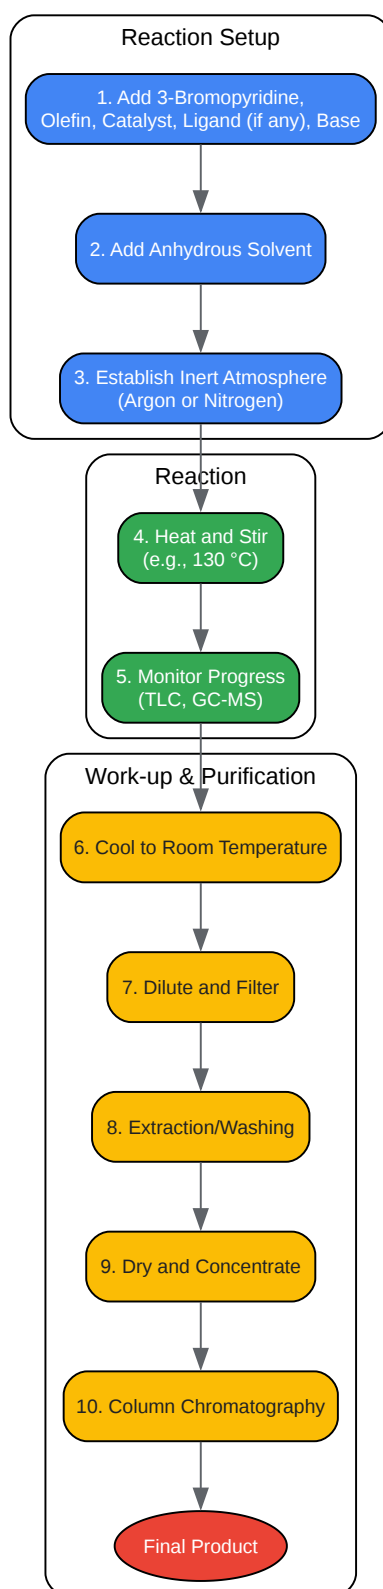 Reaction Setup
1. Add 3-Bromopyridine,
Olefin, Catalyst, Ligand (if any), Base
2. Add Anhydrous Solvent
3. Establish Inert Atmosphere
(Argon or Nitrogen)
Reaction
4. Heat and Stir
(e.g., 130 °C)
5. Monitor Progress
(TLC, GC-MS)
Work-up & Purification
6. Cool to Room Temperature
7. Dilute and Filter
8. Extraction/Washing
9. Dry and Concentrate
10. Column Chromatography
Final Product